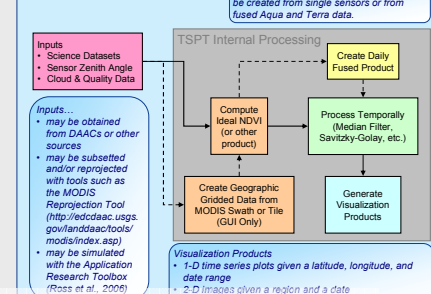 be created from single sensors or from
fused Aqua and Terra data.
TSPT Internal Processing
Inputs
• Science Datasets
• Sensor Zenith Angle
• Cloud & Quality Data
Create Daily
Fused Product
Compute
Ideal NDVI
(or other
product)
Process Temporally
(Median Filter,
Savitzky-Golay, etc.)
Create Geographic
Gridded Data from
MODIS Swath or Tile
(GUI Only)
Generate
Visualization
Products
Inputs…
• may be obtained
from DAACs or other
sources
• may be subsetted
and/or reprojected
with tools such as
the MODIS
Reprojection Tool
(http://edcdaac.usgs.
gov/landdaac/tools/
modis/index.asp)
• may be simulated
with the Application
Research Toolbox
(Ross et al., 2006)
Visualization Products
• 1-D time series plots given a latitude, longitude, and
date range
• 2-D images given a region and a date